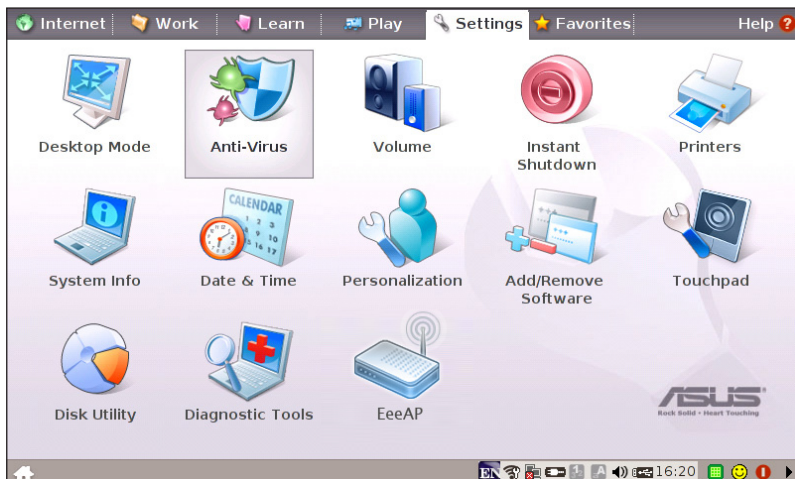 Internet Work Learn Play Settings Favorites Help ?
Desktop Mode Anti-Virus Volume Instant Shutdown Printers
CALENDAR
System Info Date & Time Personalization Add/Remove Software Touchpad
Disk Utility Diagnostic Tools EeeAP
ASUS
Rock Solid • Heart Touching
EN 16:20